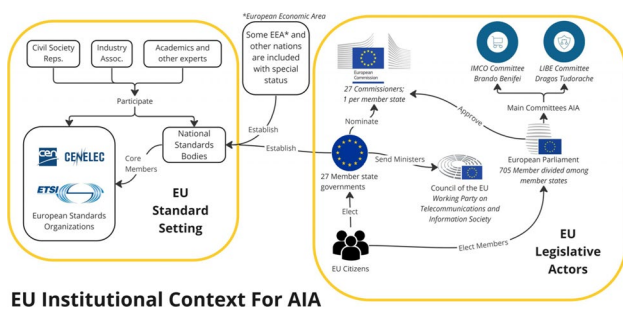 *European Economic Area
Civil Society
Reps.
Industry
Assoc.
Academics and
other experts
Some EEA* and
other nations are
included with
special
status
Participate
National
Standards
Bodies
Core
Members
cen
CENELEC
ETSI
European Standards
Organizations
EU
Standard
Setting
Establish
Establish
European
Commission
27 Commissioners;
1 per member state
Nominate
IMCO Committee
Brando Benifei
LIBE Committee
Dragos Tudorache
Main Committees AIA
Approve
European Parliament
705 Member divided among
member states
Send Ministers
27 Member state
governments
Council of the EU
Working Party on
Telecommunications and
Information Society
Elect
EU Citizens
Elect Members
EU
Legislative
Actors
EU Institutional Context For AIA